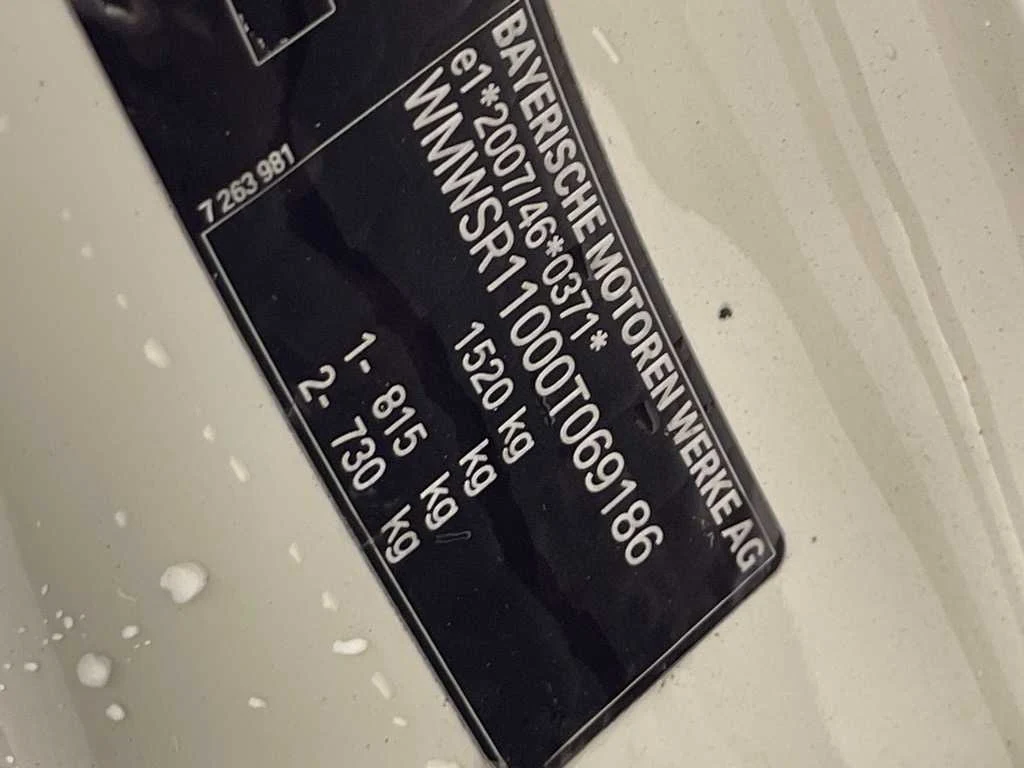 BAYERISCHE MOTOREN WERKE AG
e1*2007/46*0371*
WMWSR11000T069186
1520 kg
kg
1- 815 kg
2- 730 kg
7 263 981